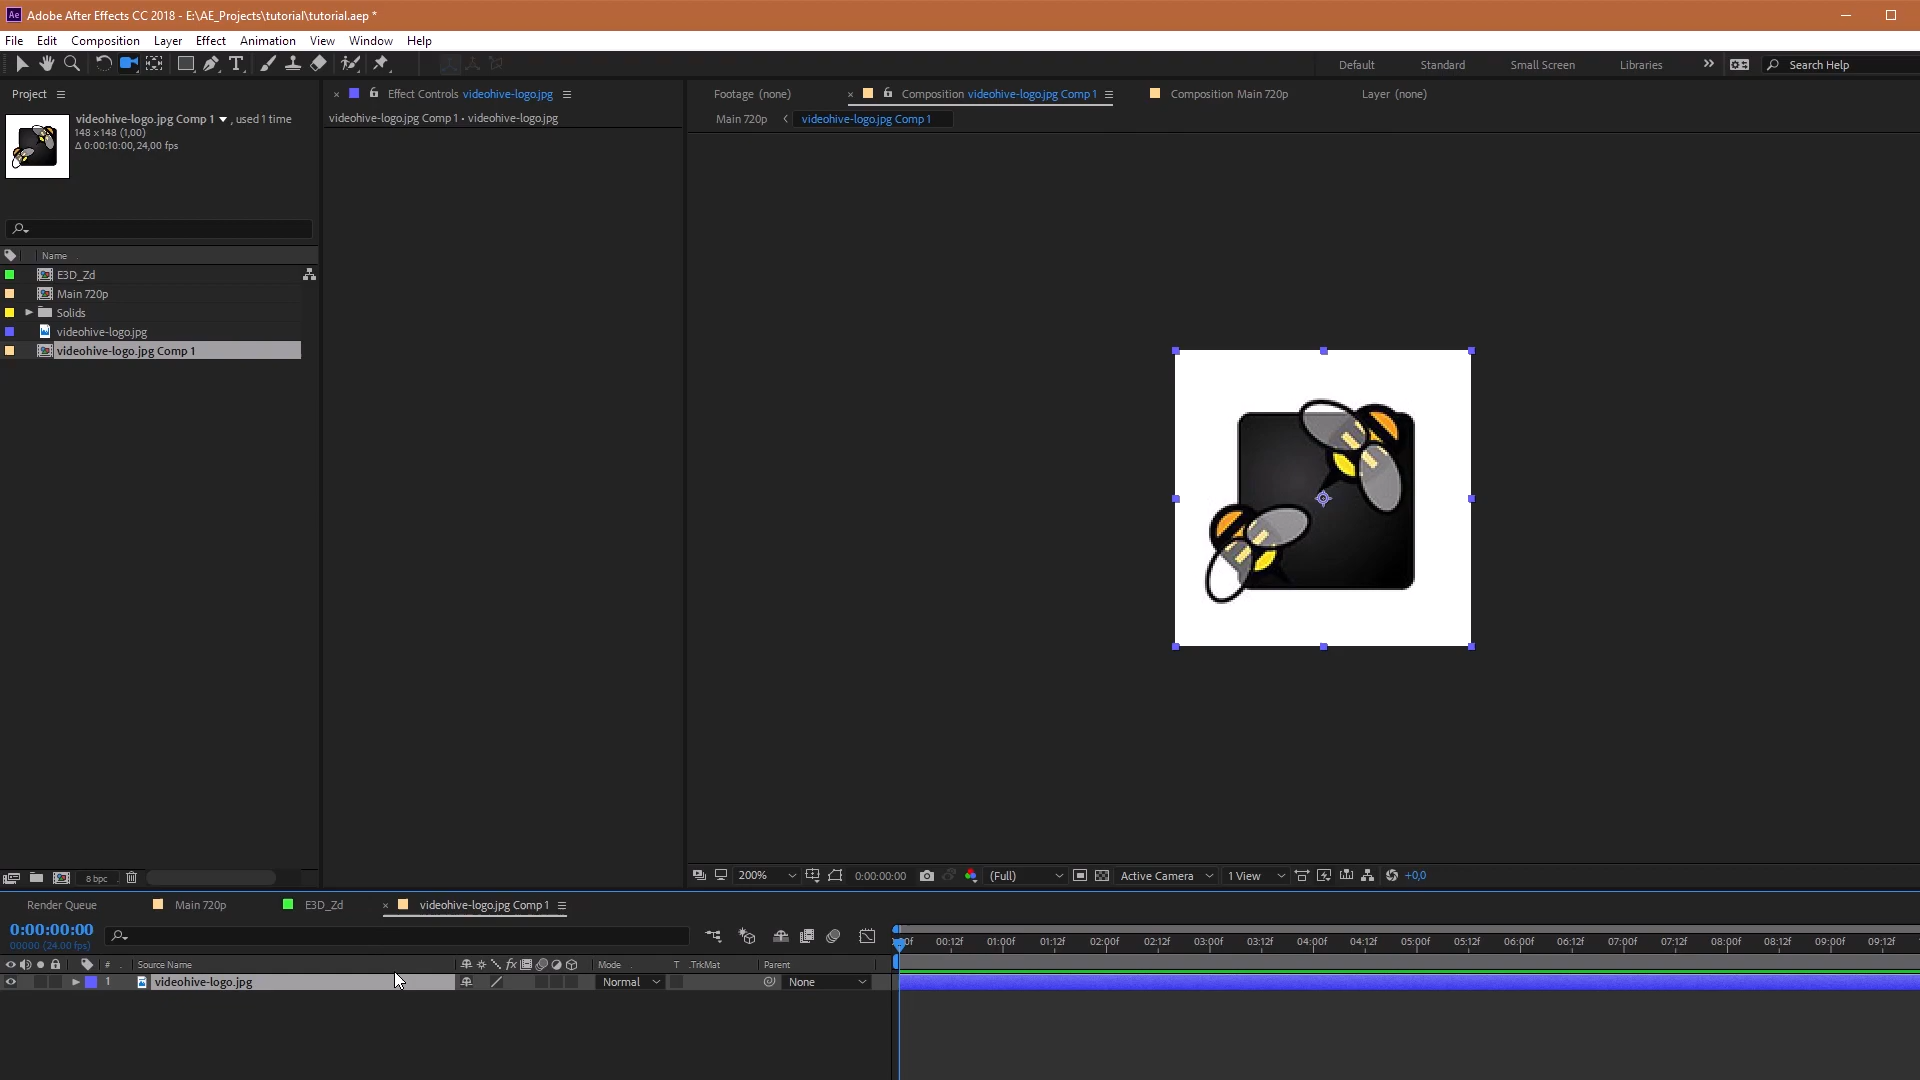 Adobe After Effects CC 2018 - E:\AE_Projects\tutorial\tutorial.aep *
File Edit Composition Layer Effect Animation View Window Help
Default Standard Small Screen Libraries Search Help
Project
Effect Controls videohive-logo.jpg
Footage (none) Composition videohive-logo.jpg Comp 1 Composition Main 720p Layer (none)
videohive-logo.jpg Comp 1 , used 1 time
148 x 148 (1,00)
Δ 0:00:10:00, 24,00 fps
videohive-logo.jpg Comp 1 • videohive-logo.jpg
Main 720p videohive-logo.jpg Comp 1
Name
E3D_Zd
Main 720p
Solids
videohive-logo.jpg
videohive-logo.jpg Comp 1
8 bpc
200% 0:00:00:00 (Full) Active Camera 1 View +0,0
Render Queue Main 720p E3D_Zd videohive-logo.jpg Comp 1
0:00:00:00
00000 (24.00 fps)
00:12f 01:00f 01:12f 02:00f 02:12f 03:00f 03:12f 04:00f 04:12f 05:00f 05:12f 06:00f 06:12f 07:00f 07:12f 08:00f 08:12f 09:00f 09:12f
# Source Name Mode T .TrkMat Parent
1 videohive-logo.jpg Normal None